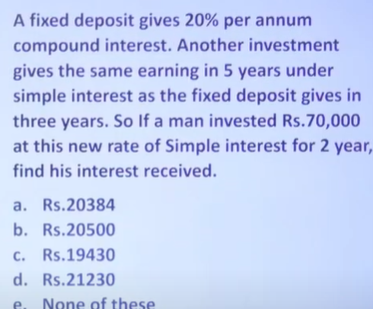 A fixed deposit gives 20% per annum
compound interest. Another investment
gives the same earning in 5 years under
simple interest as the fixed deposit gives in
three years. So If a man invested Rs.70,000
at this new rate of Simple interest for 2 year,
find his interest received.
a. Rs.20384
b. Rs.20500
c. Rs.19430
d. Rs.21230
e. None of these